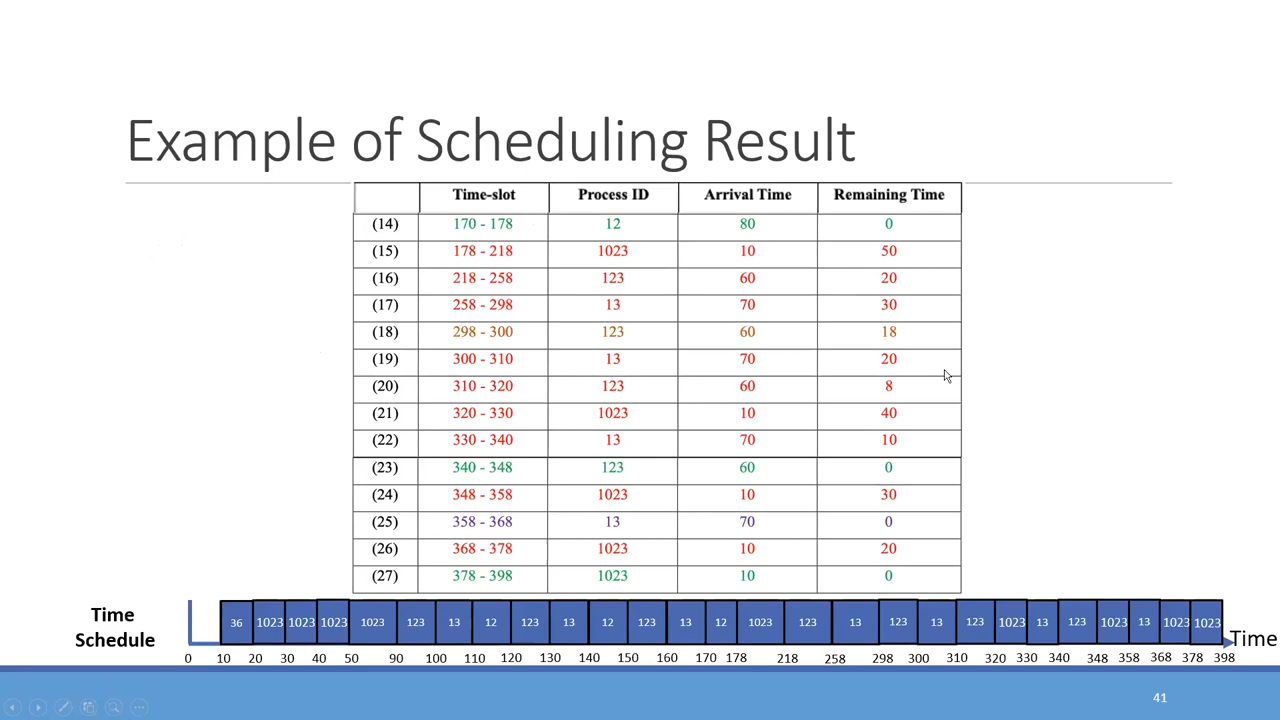 Example of Scheduling Result
Time-slot Process ID Arrival Time Remaining Time
(14) 170 - 178 12 80 0
(15) 178 - 218 1023 10 50
(16) 218 - 258 123 60 20
(17) 258 - 298 13 70 30
(18) 298 - 300 123 60 18
(19) 300 - 310 13 70 20
(20) 310 - 320 123 60 8
(21) 320 - 330 1023 10 40
(22) 330 - 340 13 70 10
(23) 340 - 348 123 60 0
(24) 348 - 358 1023 10 30
(25) 358 - 368 13 70 0
(26) 368 - 378 1023 10 20
(27) 378 - 398 1023 10 0
Time
Schedule
36 1023 1023 1023 1023 123 13 12 123 13 12 123 13 12 1023 123 13 123 13 123 1023 13 123 1023 13 1023 1023
Time
0 10 20 30 40 50 90 100 110 120 130 140 150 160 170 178 218 258 298 300 310 320 330 340 348 358 368 378 398
41